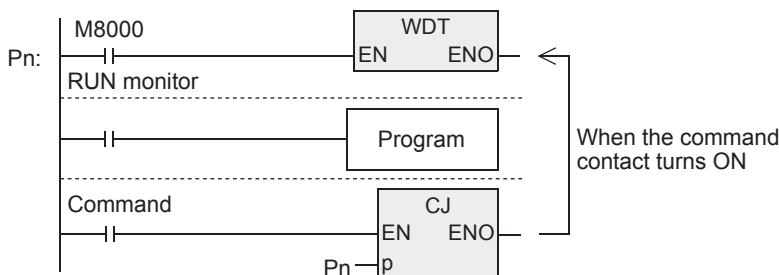 M8000
WDT
Pn:
EN ENO
RUN monitor
Program
When the command
contact turns ON
Command
CJ
EN ENO
Pn p